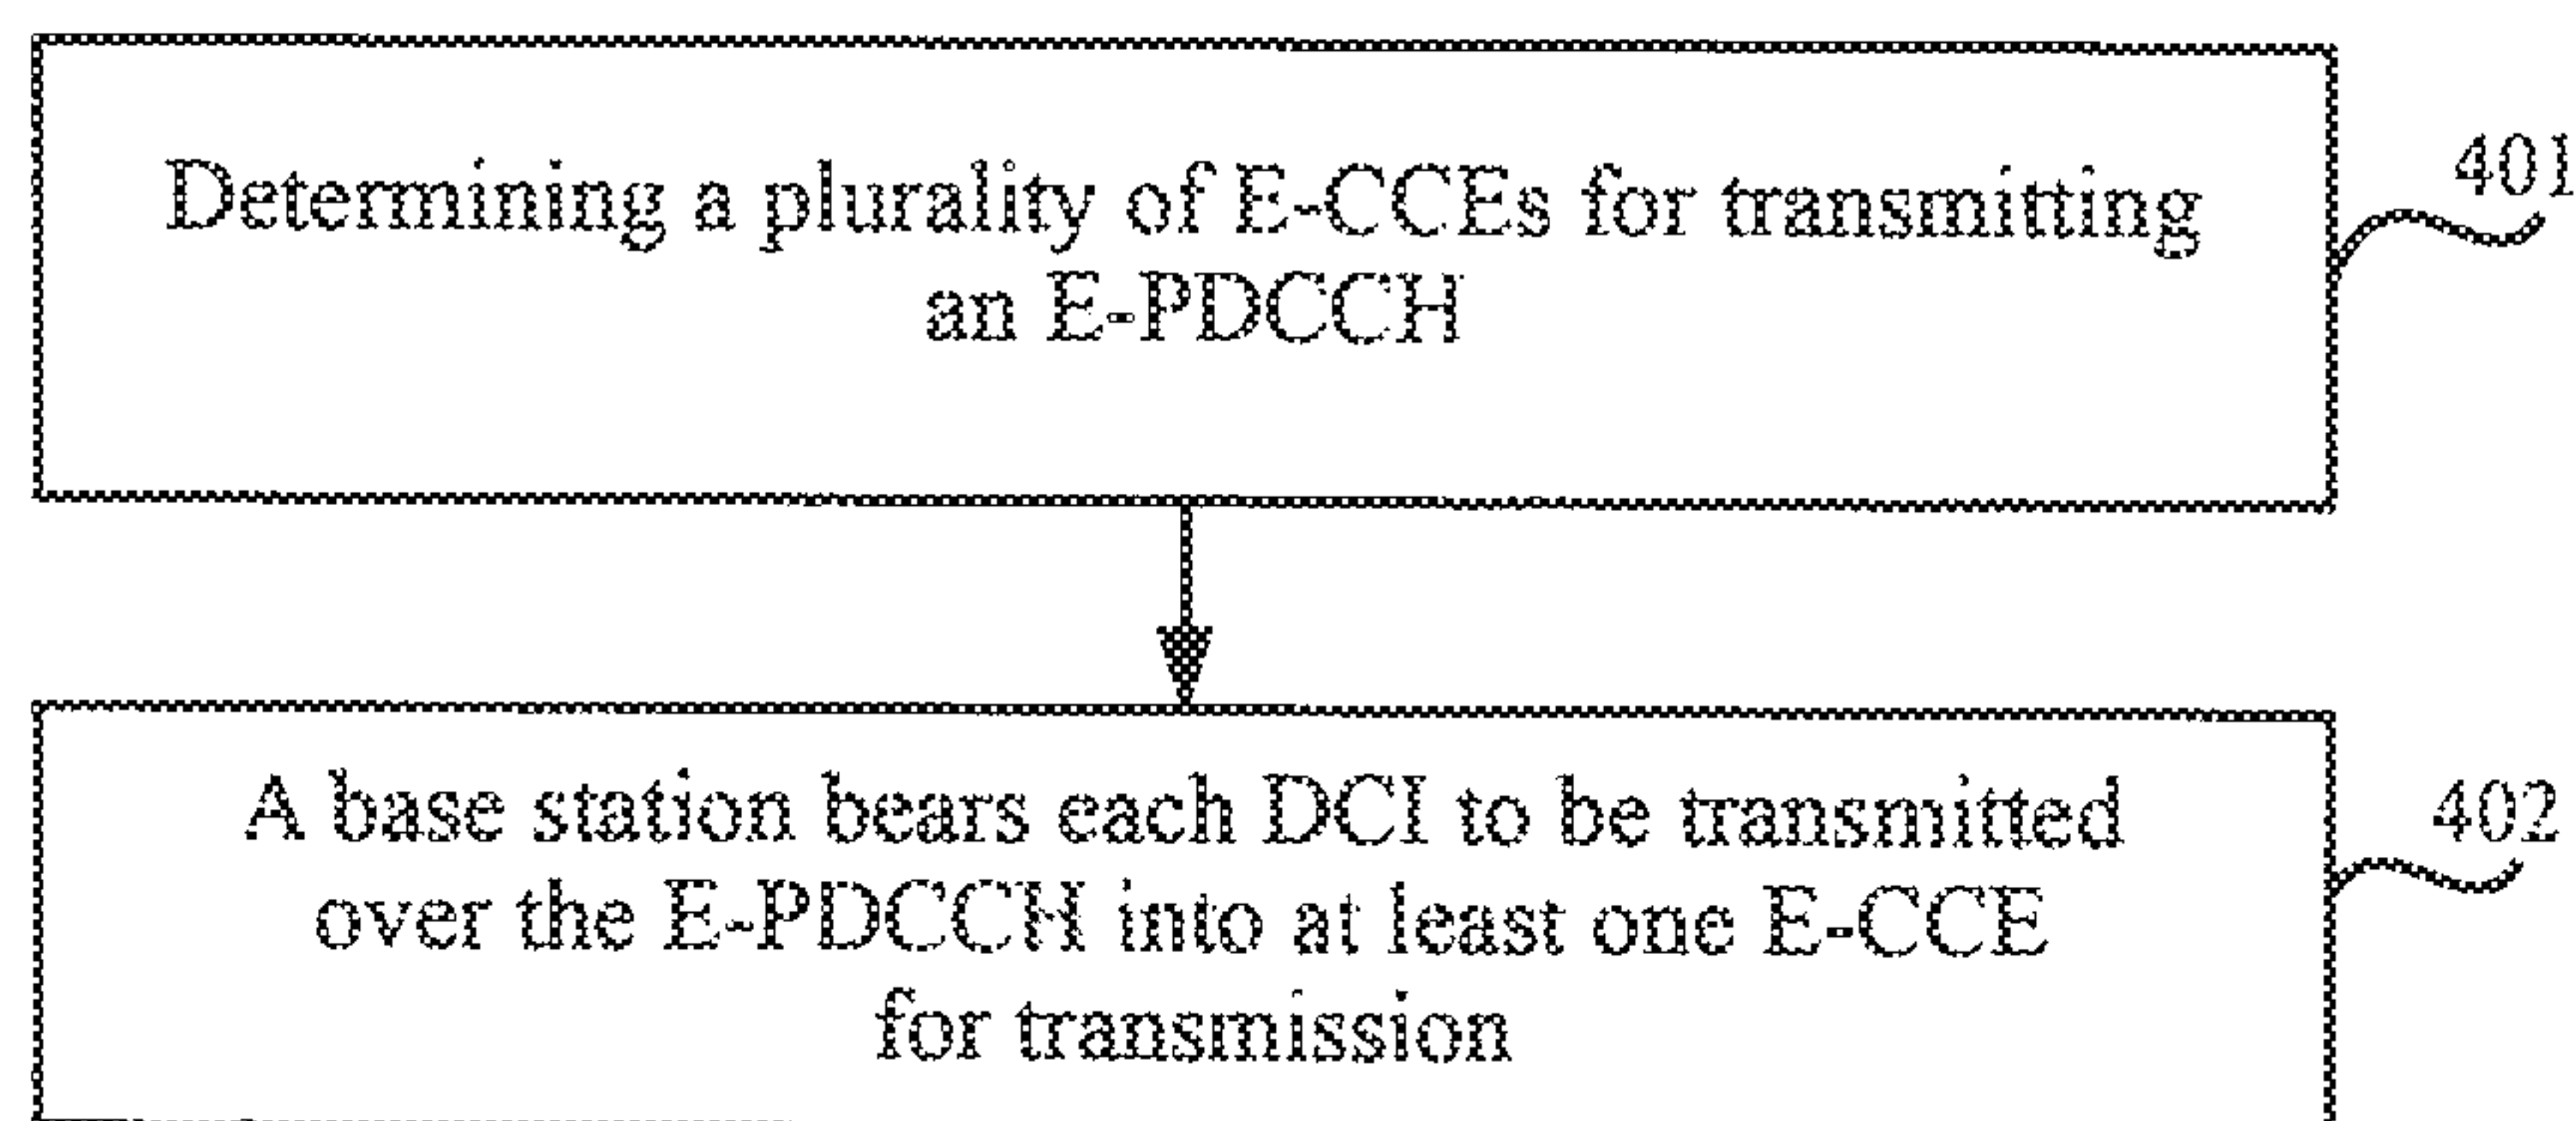 Determining a plurality of E-CCEs for transmitting
an E-PDCCH
401
A base station bears each DCI to be transmitted
over the E-PDCCH into at least one E-CCE
for transmission
402